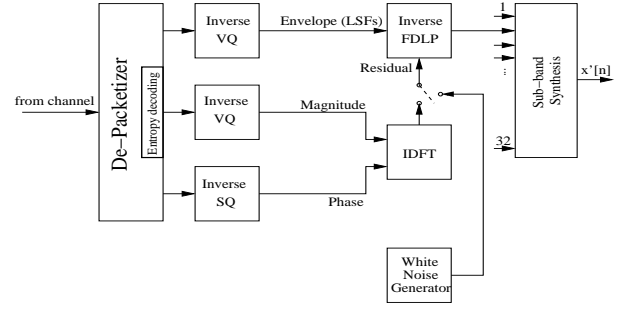 from channel
De-Packetizer
Entropy decoding
Inverse
VQ
Envelope (LSFs)
Inverse
FDLP
Residual
Inverse
VQ
Magnitude
IDFT
Inverse
SQ
Phase
White
Noise
Generator
1
:
32
Sub-band
Synthesis
x'[n]